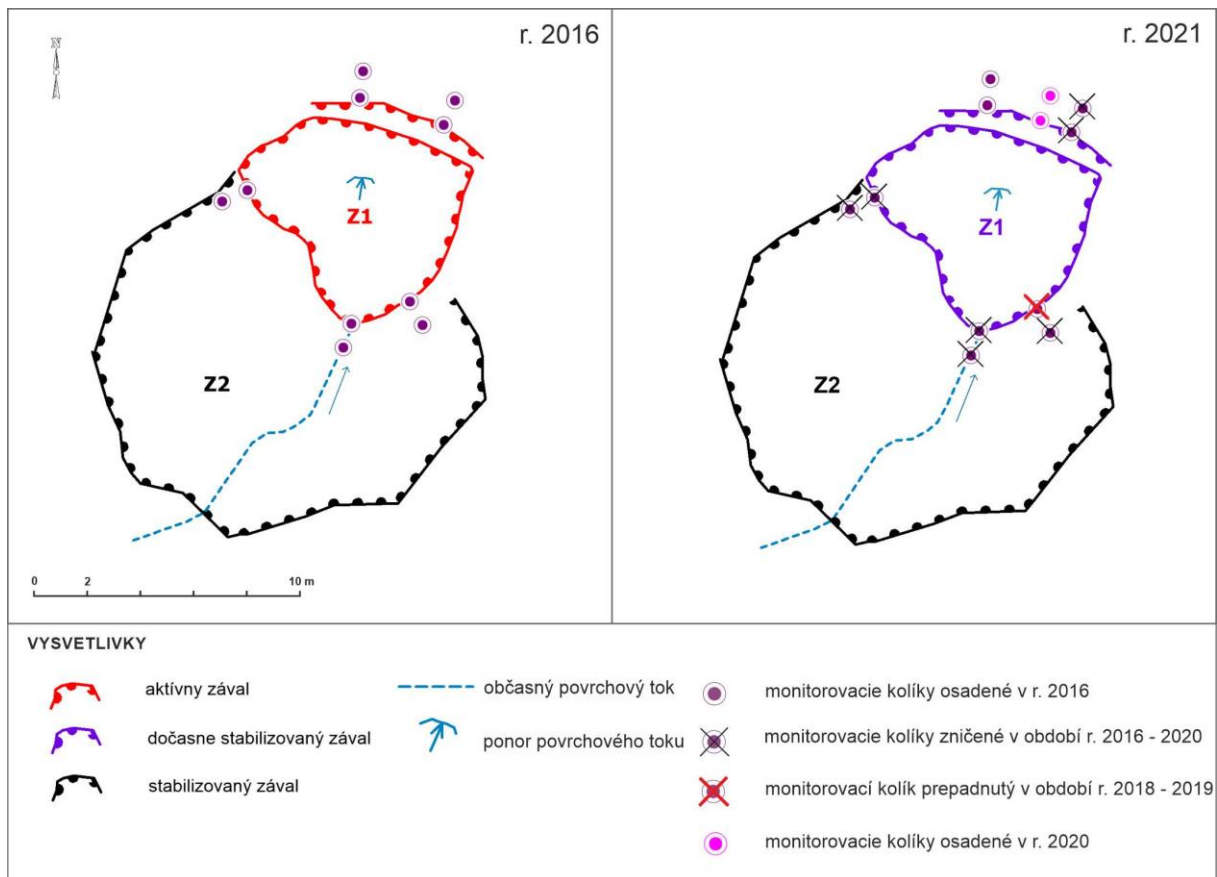 r. 2016
r. 2021
N
Z1
Z1
Z2
Z2
0 2 10 m
VYSVETLIVKY
aktívny zával
dočasne stabilizovaný zával
stabilizovaný zával
občasný povrchový tok
ponor povrchového toku
monitorovacie kolíky osadené v r. 2016
monitorovacie kolíky zničené v období r. 2016 - 2020
monitorovací kolík prepadnutý v období r. 2018 - 2019
monitorovacie kolíky osadené v r. 2020